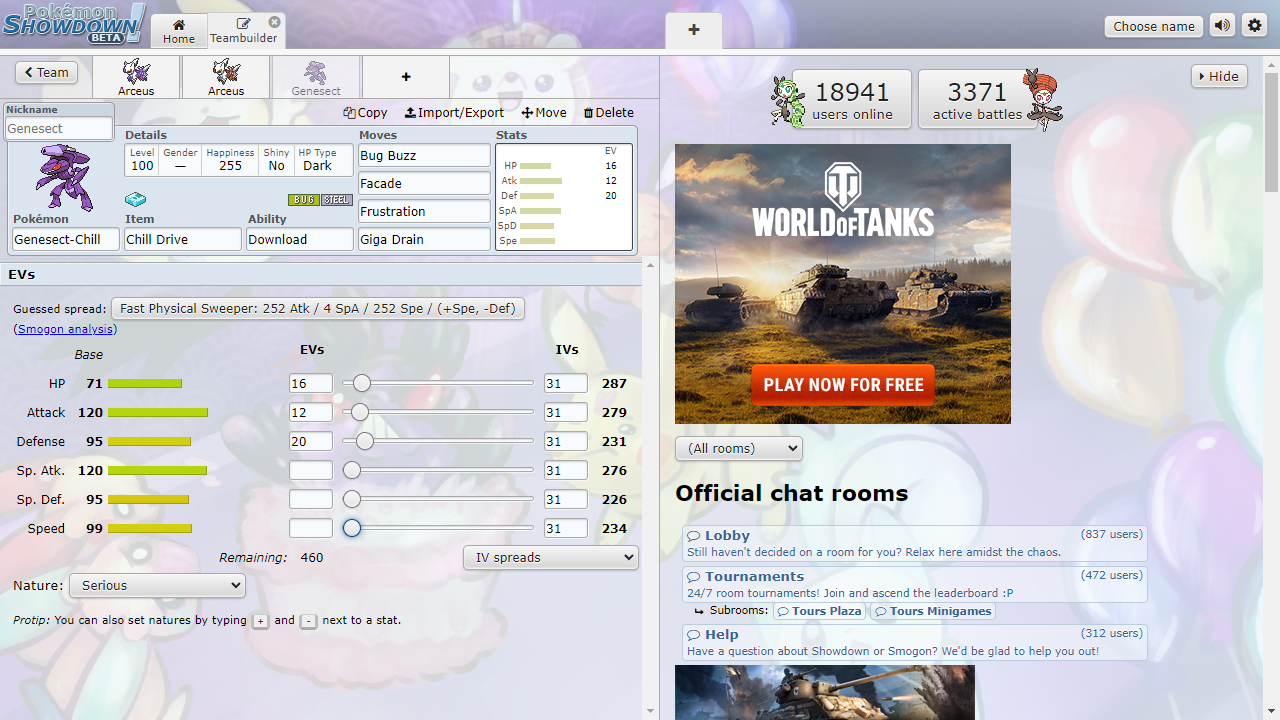 Pokémon
SHOWDOWN!
BETA
Home
Teambuilder
+
Choose name
Team
Arceus
Arceus
Genesect
+
Copy
Import/Export
Move
Delete
Nickname
Genesect
Details
Level
100
Gender
—
Happiness
255
Shiny
No
HP Type
Dark
BUG STEEL
Pokémon
Genesect-Chill
Item
Chill Drive
Ability
Download
Moves
Bug Buzz
Facade
Frustration
Giga Drain
Stats
EV
HP 16
Atk 12
Def 20
SpA
SpD
Spe
EVs
Guessed spread: Fast Physical Sweeper: 252 Atk / 4 SpA / 252 Spe / (+Spe, -Def)
(Smogon analysis)
Base EVs IVs
HP 71 16 31 287
Attack 120 12 31 279
Defense 95 20 31 231
Sp. Atk. 120 31 276
Sp. Def. 95 31 226
Speed 99 31 234
Remaining: 460 IV spreads
Nature: Serious
Protip: You can also set natures by typing + and - next to a stat.
18941
users online
3371
active battles
Hide
WORLD OF TANKS
PLAY NOW FOR FREE
(All rooms)
Official chat rooms
Lobby (837 users)
Still haven't decided on a room for you? Relax here amidst the chaos.
Tournaments (472 users)
24/7 room tournaments! Join and ascend the leaderboard :P
Subrooms: Tours Plaza Tours Minigames
Help (312 users)
Have a question about Showdown or Smogon? We'd be glad to help you out!